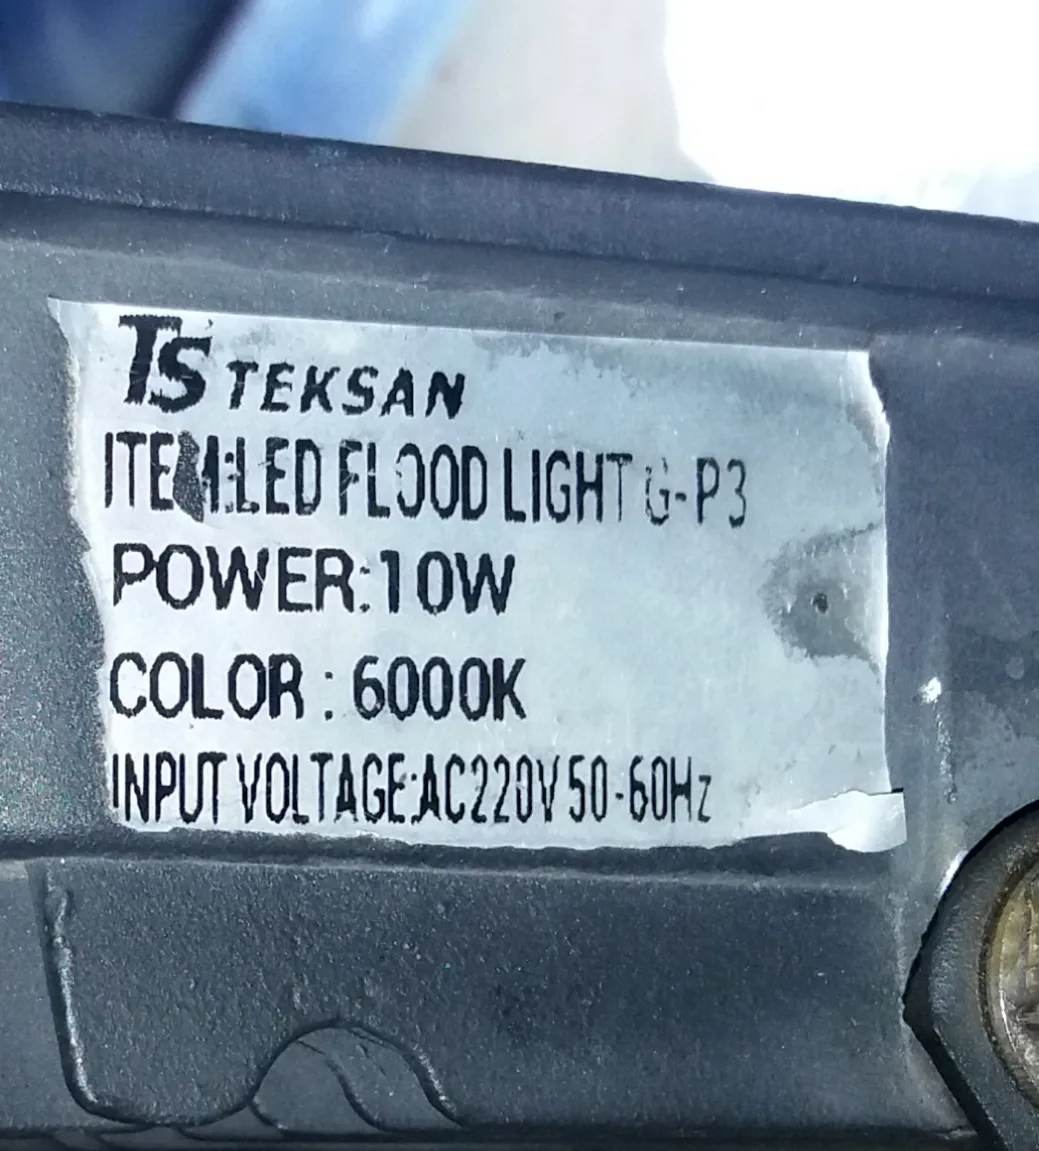 TS TEKSAN
ITEM:LED FLOOD LIGHT G-P3
POWER:10W
COLOR : 6000K
INPUT VOLTAGE:AC220V 50-60Hz